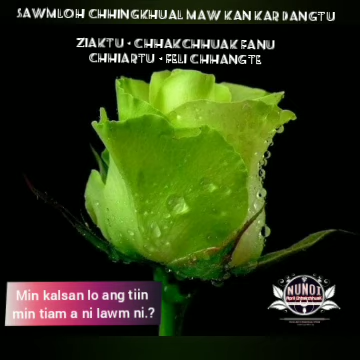 SAWMLOH CHHINGKHUAL MAW KAN KAR DANGTU
ZIAKTU - CHHAKCHHUAK FANU
CHHIARTU - FELI CHHANGTE
Min kalsan lo ang tiin
min tiam a ni lawm ni.?
NUNOI